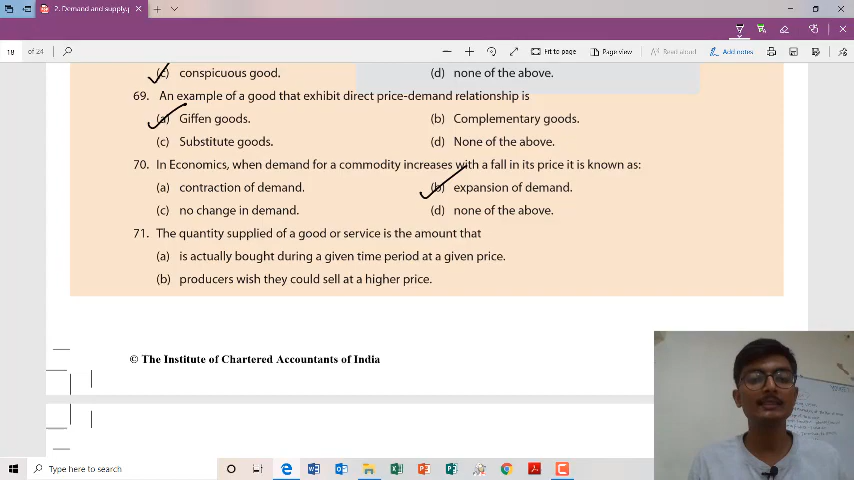 2. Demand and supply.p
18 of 24
Fit to page
Page view
Read aloud
Add notes
(c) conspicuous good. (d) none of the above.
69. An example of a good that exhibit direct price-demand relationship is
(a) Giffen goods. (b) Complementary goods.
(c) Substitute goods. (d) None of the above.
70. In Economics, when demand for a commodity increases with a fall in its price it is known as:
(a) contraction of demand. (b) expansion of demand.
(c) no change in demand. (d) none of the above.
71. The quantity supplied of a good or service is the amount that
(a) is actually bought during a given time period at a given price.
(b) producers wish they could sell at a higher price.
© The Institute of Chartered Accountants of India
Type here to search